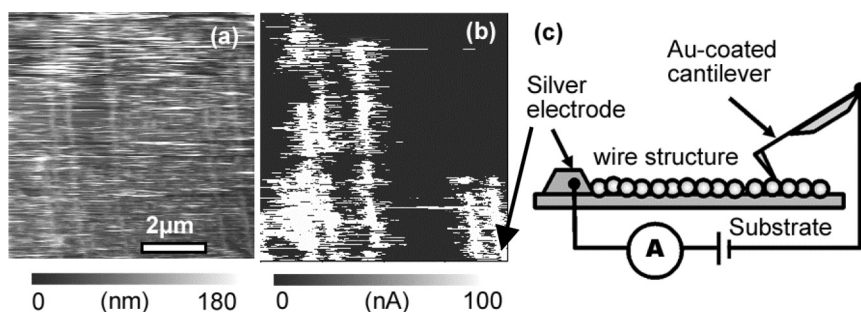 (a)
2μm
0 (nm) 180
(b)
0 (nA) 100
(c)
Silver
electrode
Au-coated
cantilever
wire structure
Substrate
A